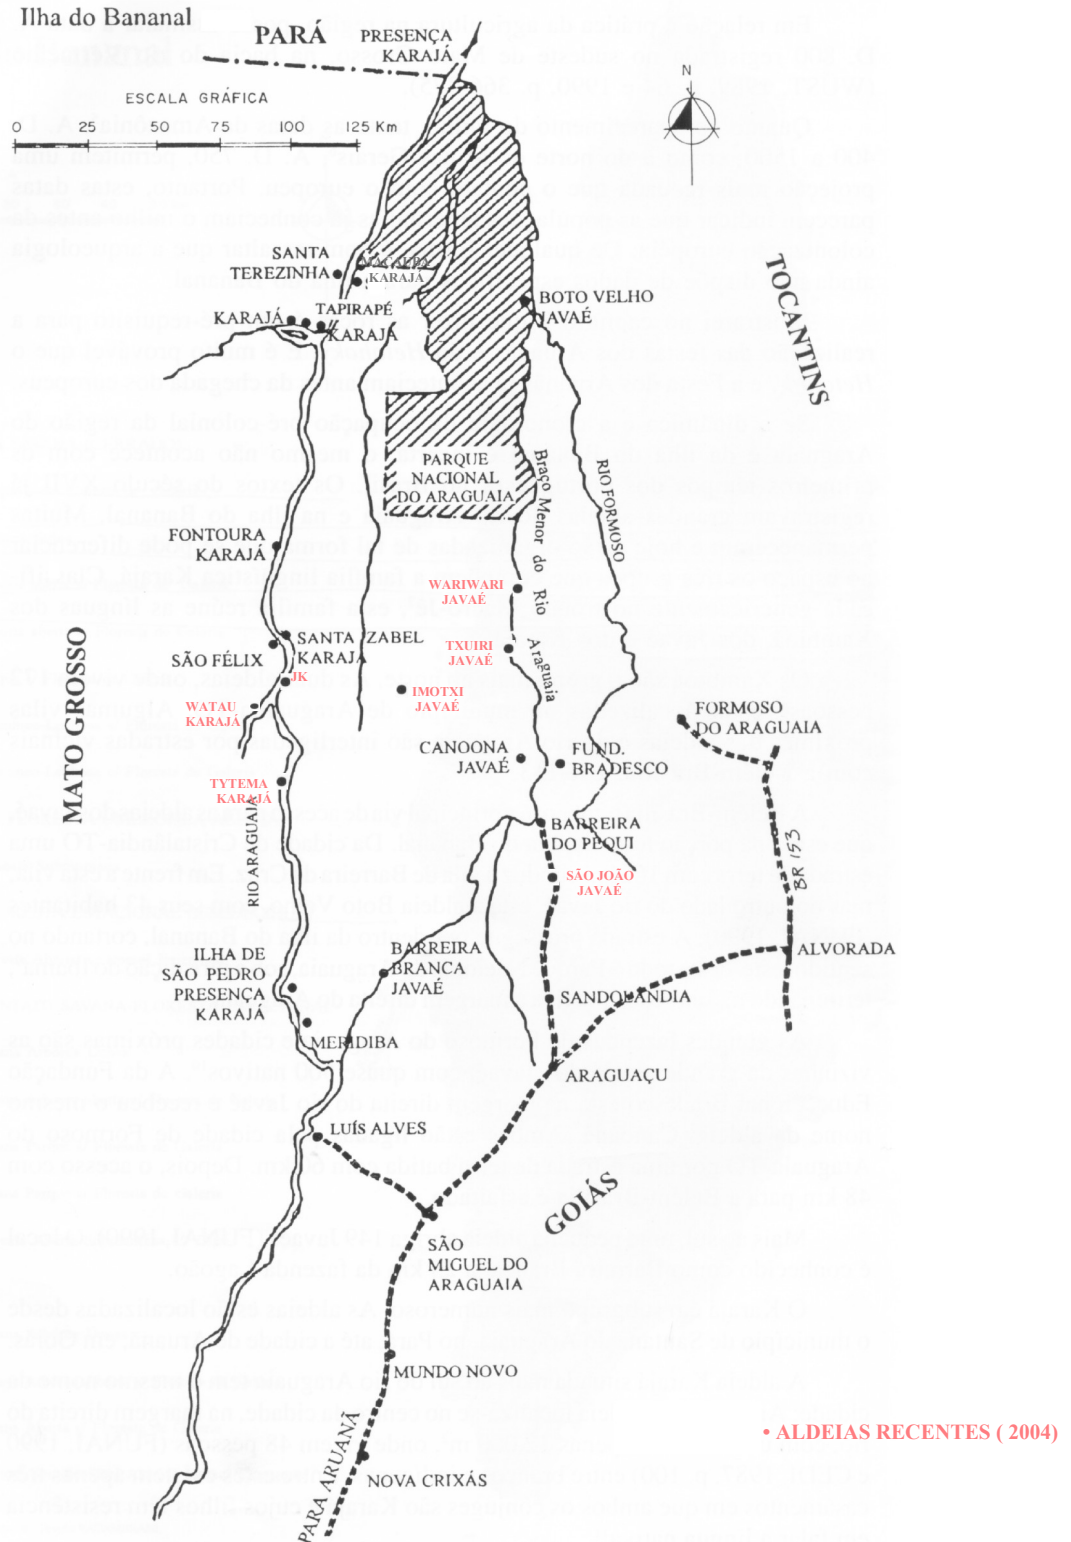 Ilha do Bananal
PARÁ
PRESENÇA
KARAJÁ
ESCALA GRÁFICA
0 25 50 75 100 125 Km
N
SANTA
TEREZINHA
MACAUBA
KARAJÁ
TAPIRAPÉ
KARAJÁ
KARAJÁ
BOTO VELHO
JAVAÉ
TOCANTINS
PARQUE
NACIONAL
DO ARAGUAIA
Braço Menor do Rio Araguaia
RIO FORMOSO
FONTOURA
KARAJÁ
WARIWARI
JAVAÉ
MATO GROSSO
SANTA IZABEL
KARAJÁ
SÃO FÉLIX
TXUIRI
JAVAÉ
JK
IMOTXI
JAVAÉ
WATAU
KARAJÁ
FORMOSO
DO ARAGUAIA
CANOONA
JAVAÉ
FUND.
BRADESCO
TYTEMA
KARAJÁ
RIO ARAGUAIA
BARREIRA
DO PEQUI
BR 153
SÃO JOÃO
JAVAÉ
ILHA DE
SÃO PEDRO
PRESENÇA
KARAJÁ
BARREIRA
BRANCA
JAVAÉ
ALVORADA
SANDOLANDIA
MERIDIBA
ARAGUAÇU
LUÍS ALVES
GOIÁS
SÃO
MIGUEL DO
ARAGUAIA
MUNDO NOVO
• ALDEIAS RECENTES ( 2004)
NOVA CRIXÁS
PARA ARUANÃ